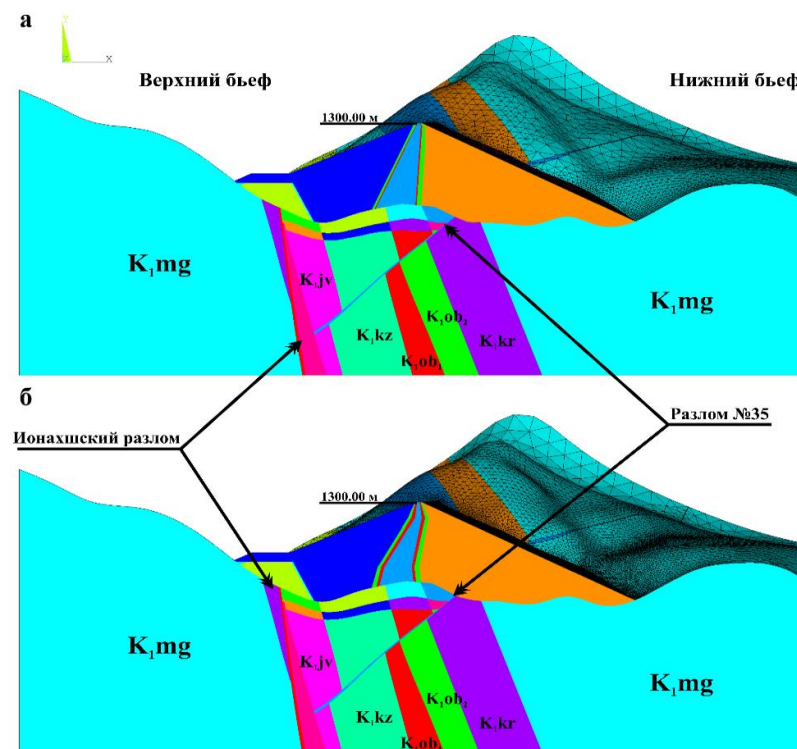 а
Y
X
Верхний бьеф
Нижний бьеф
1300.00 м
K₁mg
K₁jv
K₁kz
K₁ob₁
K₁ob₂
K₁kr
K₁mg
б
Ионахшский разлом
Разлом №35
1300.00 м
K₁mg
K₁jv
K₁kz
K₁ob₁
K₁ob₂
K₁kr
K₁mg